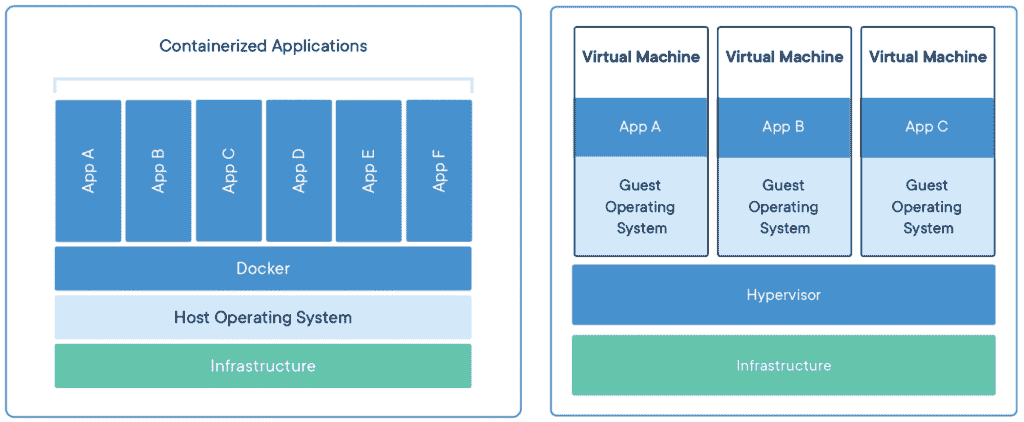 Containerized Applications
App A
App B
App C
App D
App E
App F
Docker
Host Operating System
Infrastructure
Virtual Machine
Virtual Machine
Virtual Machine
App A
App B
App C
Guest
Operating
System
Guest
Operating
System
Guest
Operating
System
Hypervisor
Infrastructure